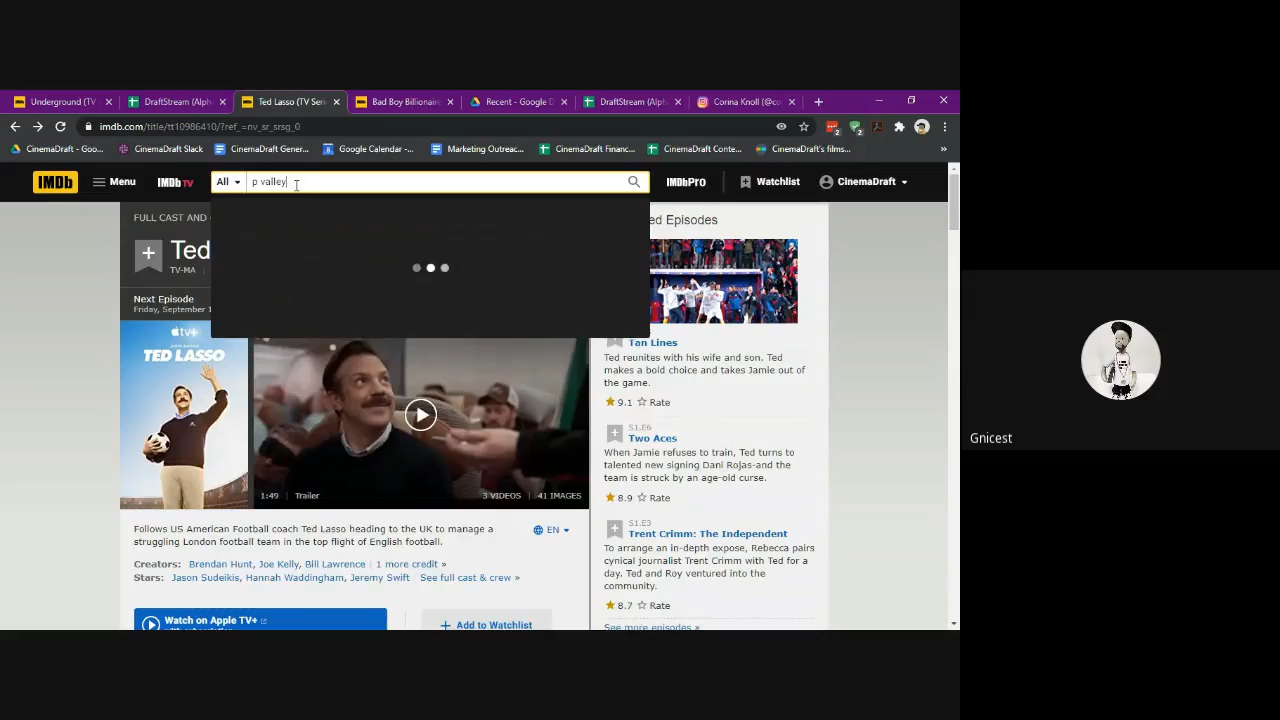 Underground (TV
DraftStream (Alph
Ted Lasso (TV Seri
Bad Boy Billionaire
Recent - Google D
DraftStream (Alph
Corina Knoll (@co
imdb.com/title/tt10986410/?ref_=nv_sr_srsg_0
CinemaDraft - Goo...
CinemaDraft Slack
CinemaDraft Gener...
Google Calendar -...
Marketing Outreac...
CinemaDraft Financ...
CinemaDraft Conte...
CinemaDraft's films...
IMDb
Menu
IMDbTV
All
p valley
IMDbPRO
Watchlist
CinemaDraft
FULL CAST AND
Ted
TV-MA
Next Episode
Friday, September 1
tv+
TED LASSO
1:49 | Trailer
3 VIDEOS | 41 IMAGES
Follows US American Football coach Ted Lasso heading to the UK to manage a
struggling London football team in the top flight of English football.
EN
Creators: Brendan Hunt, Joe Kelly, Bill Lawrence | 1 more credit »
Stars: Jason Sudeikis, Hannah Waddingham, Jeremy Swift | See full cast & crew »
Watch on Apple TV+
+ Add to Watchlist
ed Episodes
Tan Lines
Ted reunites with his wife and son. Ted
makes a bold choice and takes Jamie out of
the game.
9.1 Rate
S1.E6
Two Aces
When Jamie refuses to train, Ted turns to
talented new signing Dani Rojas-and the
team is struck by an age-old curse.
8.9 Rate
S1.E3
Trent Crimm: The Independent
To arrange an in-depth expose, Rebecca pairs
cynical journalist Trent Crimm with Ted for a
day. Ted and Roy ventured into the
community.
8.7 Rate
See more episodes »
Gnicest